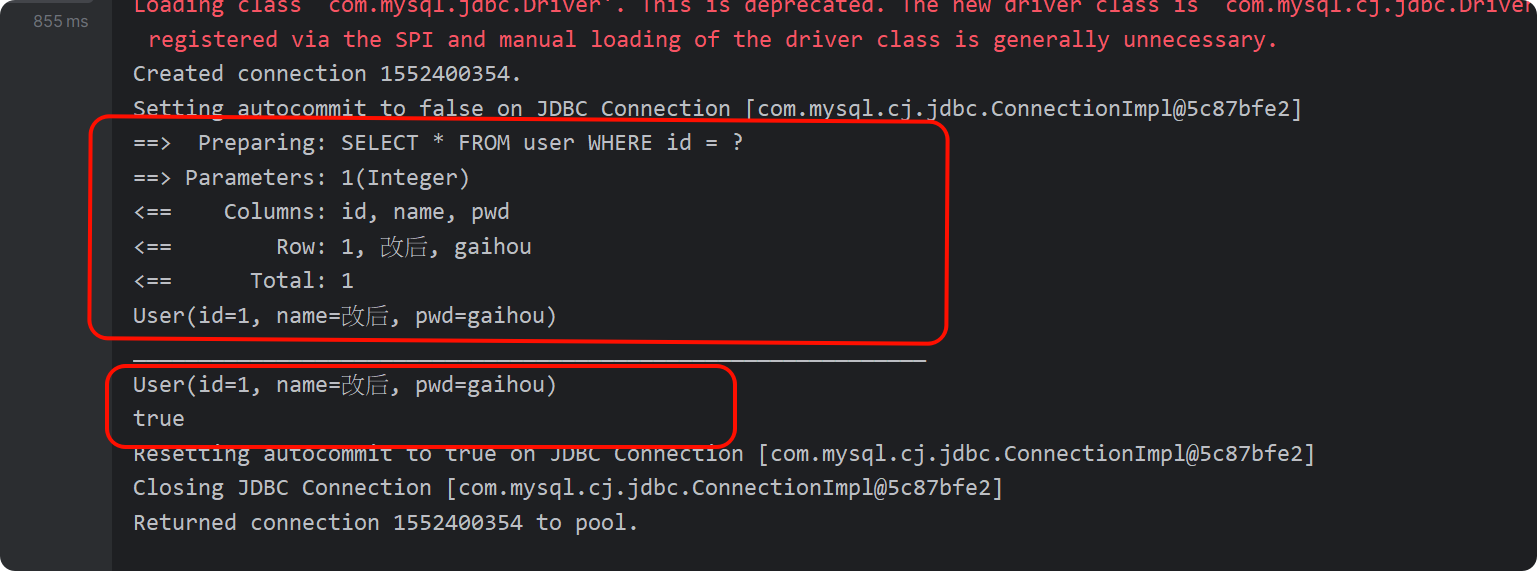 855 ms
Loading class `com.mysql.jdbc.Driver'. This is deprecated. The new driver class is `com.mysql.cj.jdbc.Driver
registered via the SPI and manual loading of the driver class is generally unnecessary.
Created connection 1552400354.
Setting autocommit to false on JDBC Connection [com.mysql.cj.jdbc.ConnectionImpl@5c87bfe2]
==>  Preparing: SELECT * FROM user WHERE id = ?
==> Parameters: 1(Integer)
<==    Columns: id, name, pwd
<==        Row: 1, 改后, gaihou
<==      Total: 1
User(id=1, name=改后, pwd=gaihou)
_____________________________________________________________
User(id=1, name=改后, pwd=gaihou)
true
Resetting autocommit to true on JDBC Connection [com.mysql.cj.jdbc.ConnectionImpl@5c87bfe2]
Closing JDBC Connection [com.mysql.cj.jdbc.ConnectionImpl@5c87bfe2]
Returned connection 1552400354 to pool.